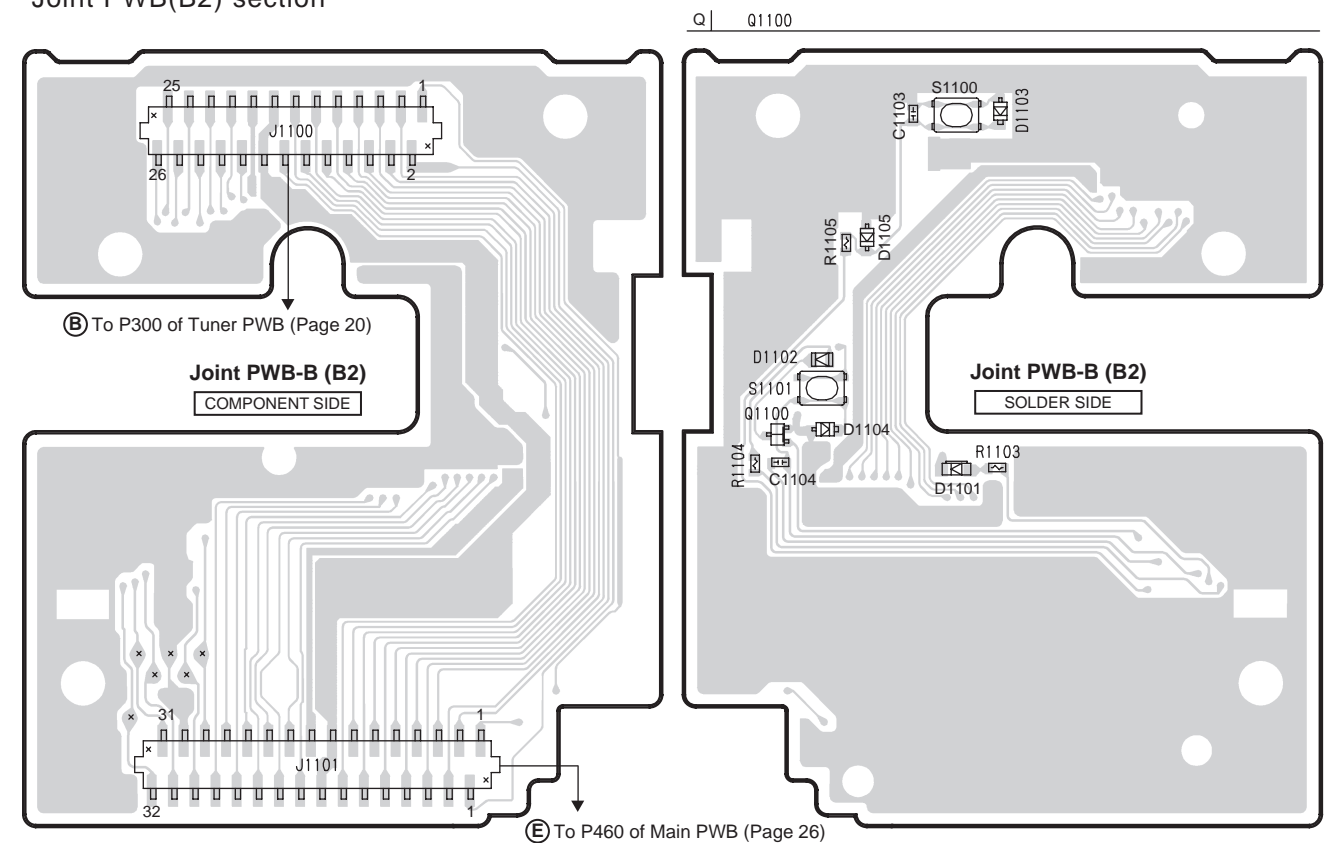 Joint PWB(B2) section
Q Q1100
25 1
J1100
26 2
B To P300 of Tuner PWB (Page 20)
Joint PWB-B (B2)
COMPONENT SIDE
31 1
J1101
32 1
E To P460 of Main PWB (Page 26)
S1100
C1103
D1103
R1105
D1105
D1102
S1101
Q1100
D1104
R1104
C1104
Joint PWB-B (B2)
SOLDER SIDE
R1103
D1101